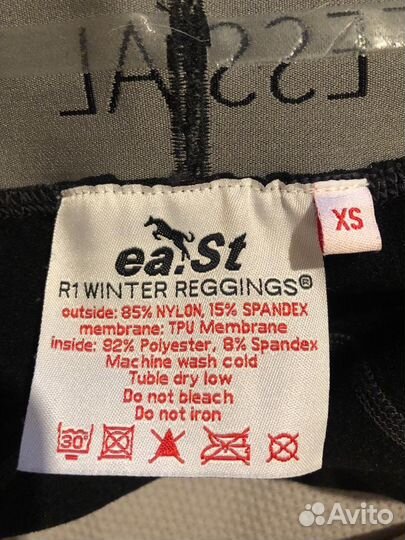 ESSAL
ea.St
R1 WINTER REGGINGS®
outside: 85% NYLON, 15% SPANDEX
membrane: TPU Membrane
inside: 92% Polyester, 8% Spandex
Machine wash cold
Tuble dry low
Do not bleach
Do not iron
30°
XS
Avito